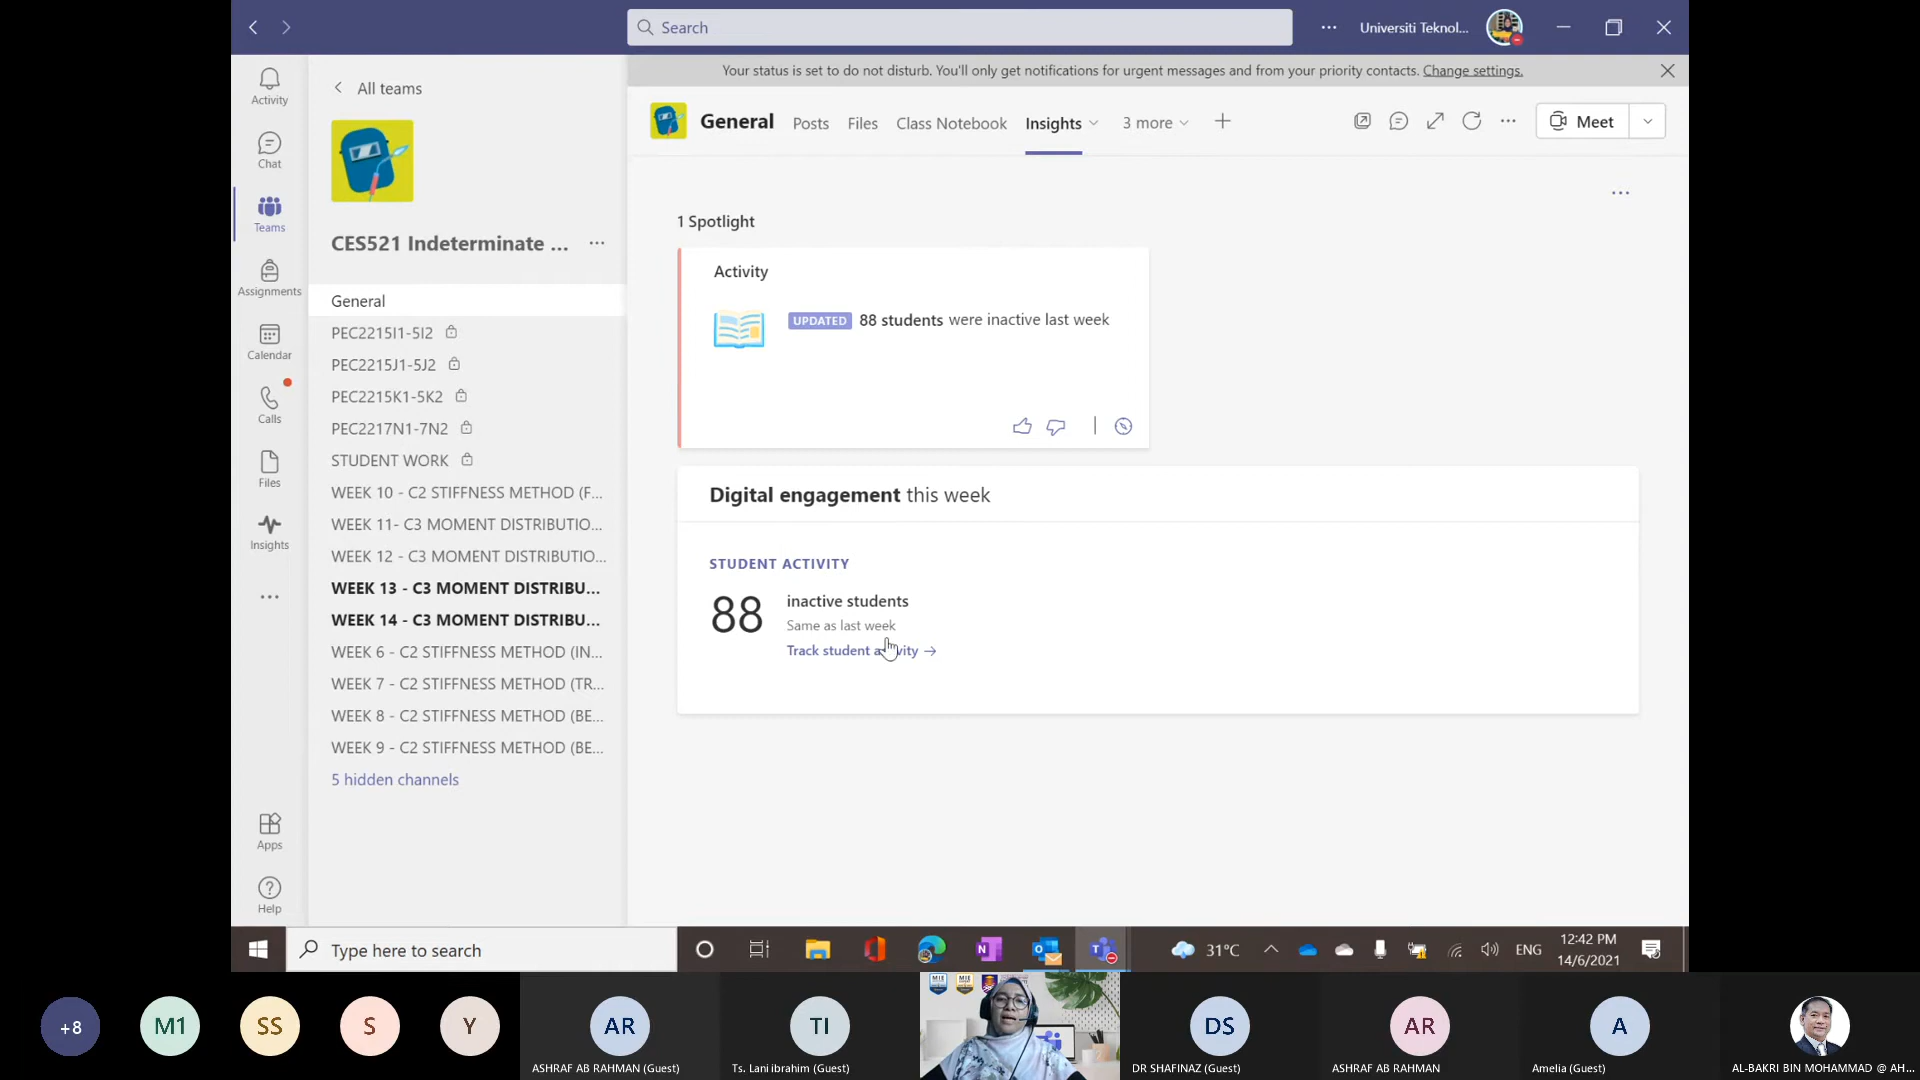 Search
Universiti Teknol...
Your status is set to do not disturb. You'll only get notifications for urgent messages and from your priority contacts. Change settings.
Activity
Chat
Teams
Assignments
Calendar
Calls
Files
Insights
Apps
Help
All teams
CES521 Indeterminate ...
General
PEC2215I1-5I2
PEC2215J1-5J2
PEC2215K1-5K2
PEC2217N1-7N2
STUDENT WORK
WEEK 10 - C2 STIFFNESS METHOD (F...
WEEK 11- C3 MOMENT DISTRIBUTIO...
WEEK 12 - C3 MOMENT DISTRIBUTIO...
WEEK 13 - C3 MOMENT DISTRIBU...
WEEK 14 - C3 MOMENT DISTRIBU...
WEEK 6 - C2 STIFFNESS METHOD (IN...
WEEK 7 - C2 STIFFNESS METHOD (TR...
WEEK 8 - C2 STIFFNESS METHOD (BE...
WEEK 9 - C2 STIFFNESS METHOD (BE...
5 hidden channels
General Posts Files Class Notebook Insights 3 more Meet
1 Spotlight
Activity
UPDATED 88 students were inactive last week
Digital engagement this week
STUDENT ACTIVITY
88 inactive students
Same as last week
Track student activity
Type here to search
31°C
ENG
12:42 PM
14/6/2021
+8
M1
SS
S
Y
AR
ASHRAF AB RAHMAN (Guest)
TI
Ts. Lani ibrahim (Guest)
DS
DR SHAFINAZ (Guest)
AR
ASHRAF AB RAHMAN
A
Amelia (Guest)
AL-BAKRI BIN MOHAMMAD @ AH...